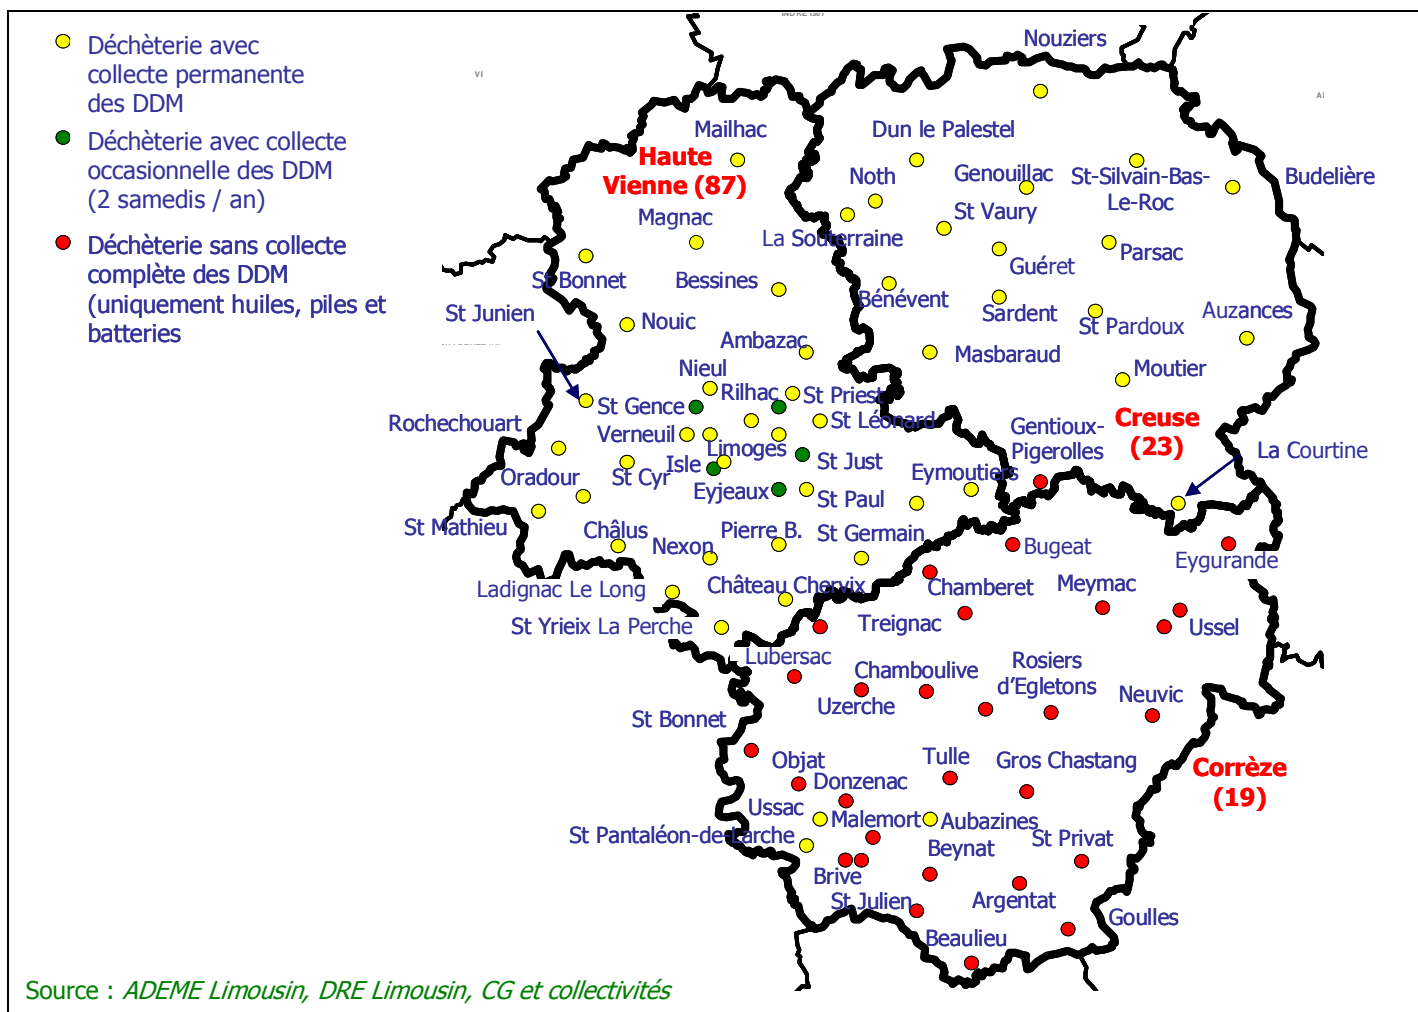 INDRE (36)
VI
Déchèterie avec
collecte permanente
des DDM
Déchèterie avec collecte
occasionnelle des DDM
(2 samedis / an)
Déchèterie sans collecte
complète des DDM
(uniquement huiles, piles et
batteries
Nouziers
Mailhac
Dun le Palestel
Haute
Vienne (87)
Noth
Genouillac
St-Silvain-Bas-
Le-Roc
Budelière
Magnac
La Souterraine
St Vaury
Guéret
Parsac
St Bonnet
Bessines
Bénévent
Sardent
St Pardoux
Auzances
St Junien
Nouic
Ambazac
Masbaraud
Moutier
Nieul
Rilhac
St Priest
St Gence
St Léonard
Creuse
(23)
Rochechouart
Verneuil
Limoges
Gentioux-
Pigerolles
La Courtine
Oradour
St Cyr
Isle
St Just
Eymoutiers
Eyjeaux
St Paul
St Mathieu
Châlus
Nexon
Pierre B.
St Germain
Bugeat
Eygurande
Ladignac Le Long
Château Chervix
Chamberet
Meymac
St Yrieix La Perche
Treignac
Ussel
Lubersac
Chamboulive
Rosiers
d'Egletons
Neuvic
St Bonnet
Uzerche
Objat
Donzenac
Tulle
Gros Chastang
Corrèze
(19)
Ussac
Malemort
Aubazines
St Pantaléon-de-Larche
Beynat
St Privat
Brive
St Julien
Argentat
Goulles
Beaulieu
Source : ADEME Limousin, DRE Limousin, CG et collectivités